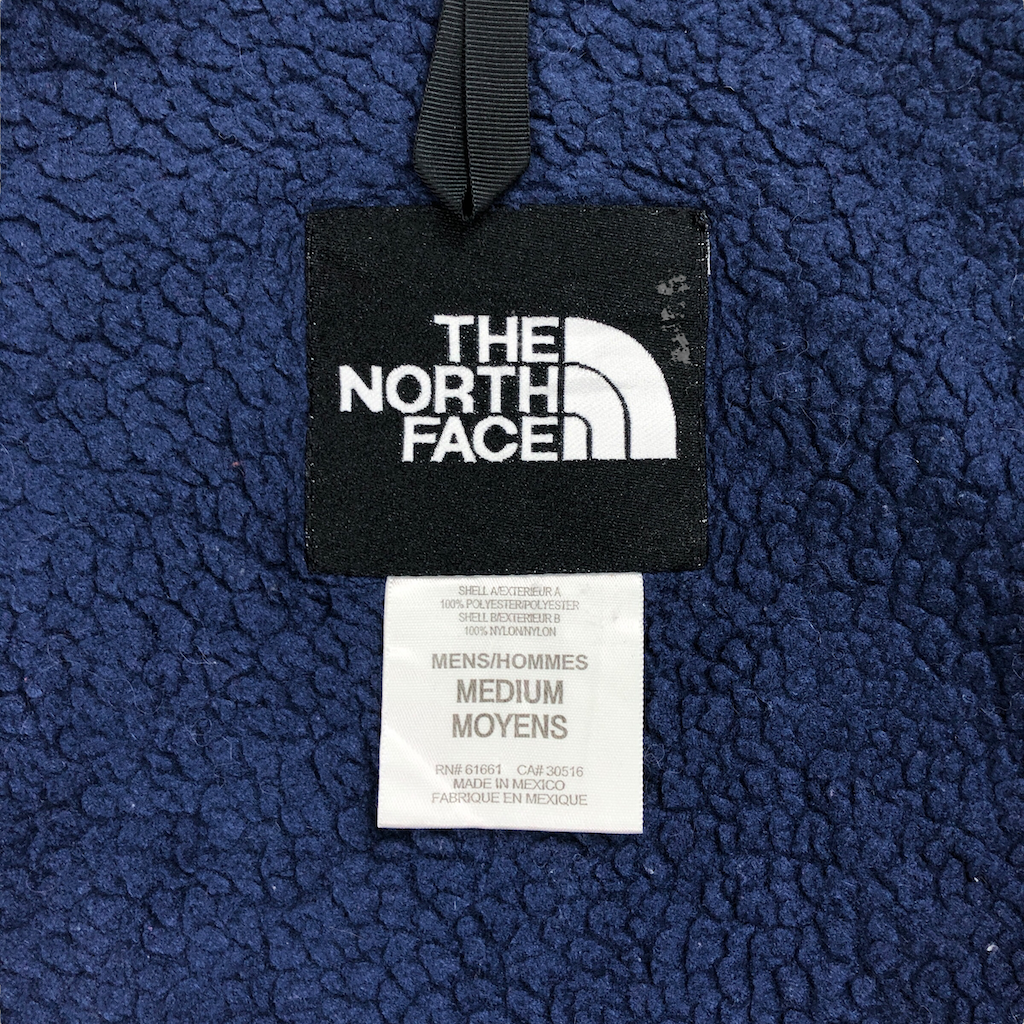 THE
NORTH
FACE
SHELL A/EXTERIEUR A
100% POLYESTER/POLYESTER
SHELL B/EXTERIEUR B
100% NYLON/NYLON
MENS/HOMMES
MEDIUM
MOYENS
RN# 61661 CA# 30516
MADE IN MEXICO
FABRIQUE EN MEXIQUE